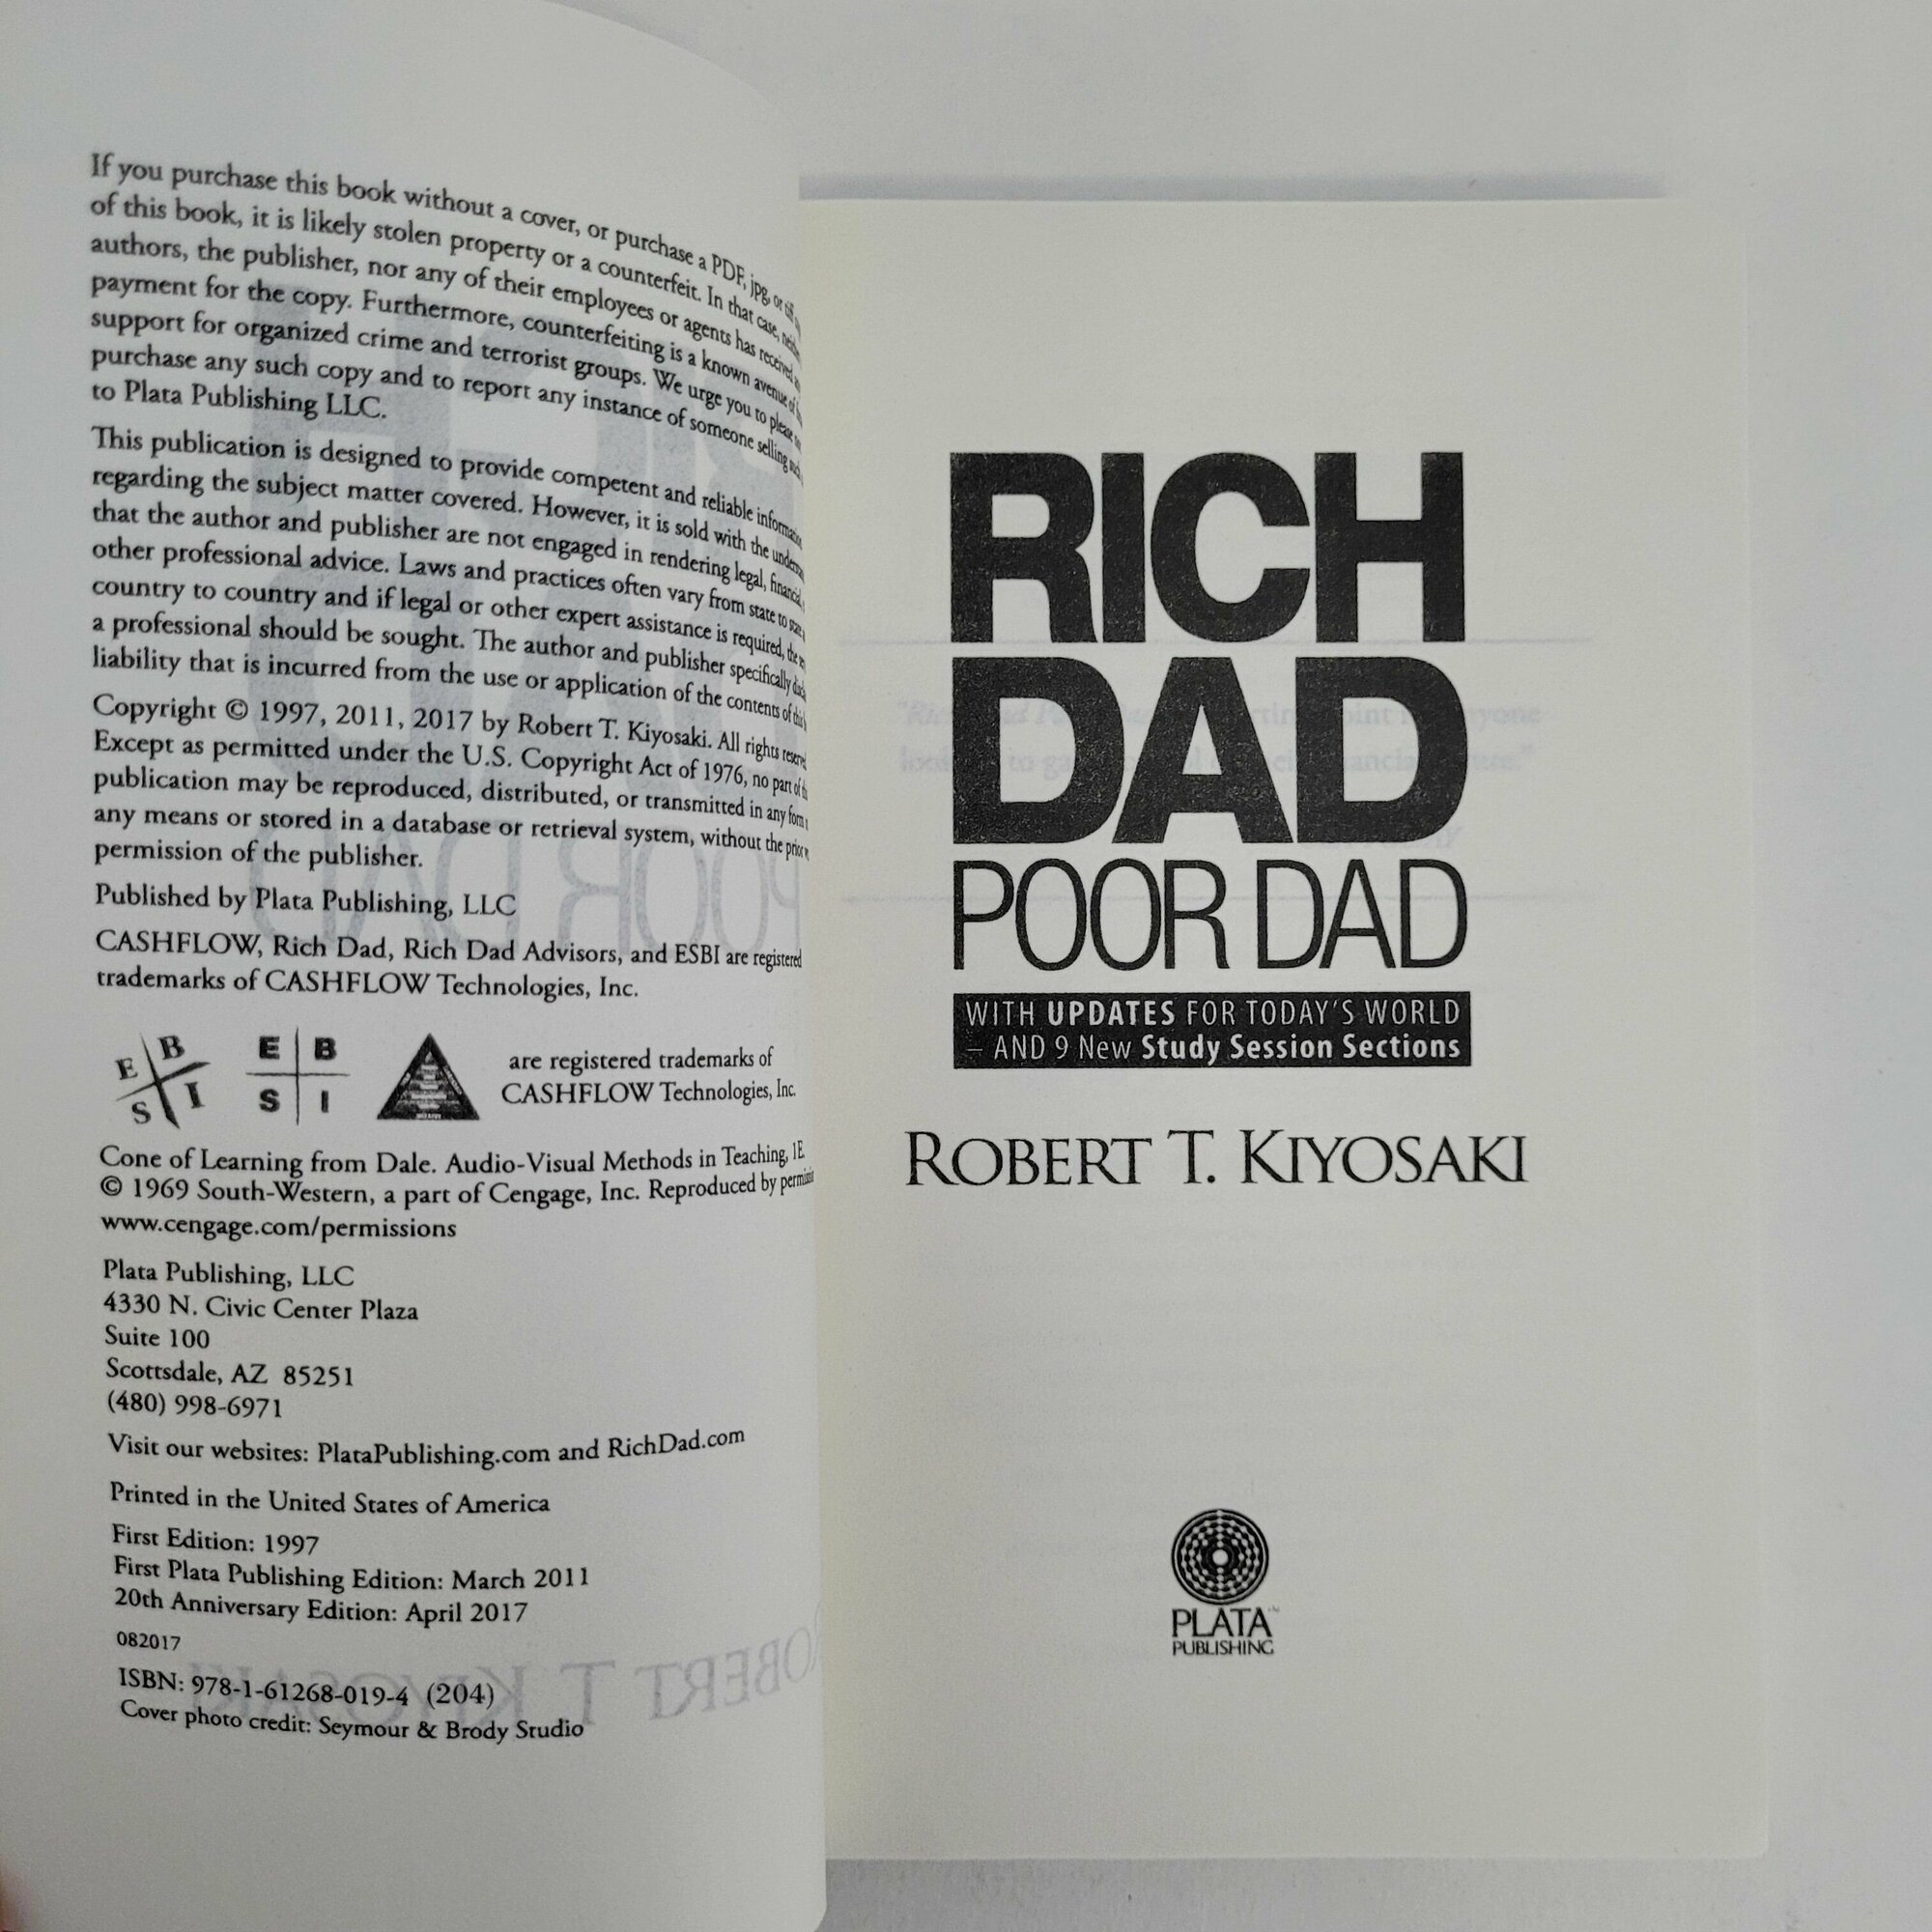 If you purchase this book without a cover, or purchase a PDF, jpg, or tiff
of this book, it is likely stolen property or a counterfeit. In that case,
authors, the publisher, nor any of their employees or agents has received
payment for the copy. Furthermore, counterfeiting is a known avenue of
support for organized crime and terrorist groups. We urge you to please
purchase any such copy and to report any instance of someone selling
to Plata Publishing LLC.
This publication is designed to provide competent and reliable
regarding the subject matter covered. However, it is sold with the
that the author and publisher are not engaged in rendering legal, financial,
other professional advice. Laws and practices often vary from state to
country to country and if legal or other expert assistance is required, the
a professional should be sought. The author and publisher specifically
liability that is incurred from the use or application of the contents of
Copyright © 1997, 2011, 2017 by Robert T. Kiyosaki. All rights
Except as permitted under the U.S. Copyright Act of 1976, no part of
publication may be reproduced, distributed, or transmitted in any form
any means or stored in a database or retrieval system, without the prior
permission of the publisher.
Published by Plata Publishing, LLC
CASHFLOW, Rich Dad, Rich Dad Advisors, and ESBI are registered
trademarks of CASHFLOW Technologies, Inc.
E B E B are registered trademarks of
S I S I CASHFLOW Technologies, Inc.
Cone of Learning from Dale. Audio-Visual Methods in Teaching, 1E.
© 1969 South-Western, a part of Cengage, Inc. Reproduced by
www.cengage.com/permissions
Plata Publishing, LLC
4330 N. Civic Center Plaza
Suite 100
Scottsdale, AZ 85251
(480) 998-6971
Visit our websites: PlataPublishing.com and RichDad.com
Printed in the United States of America
First Edition: 1997
First Plata Publishing Edition: March 2011
20th Anniversary Edition: April 2017
082017
ISBN: 978-1-61268-019-4 (204)
Cover photo credit: Seymour & Brody Studio
RICH
DAD
POOR DAD
WITH UPDATES FOR TODAY'S WORLD
– AND 9 New Study Session Sections
ROBERT T. KIYOSAKI
PLATA
PUBLISHING